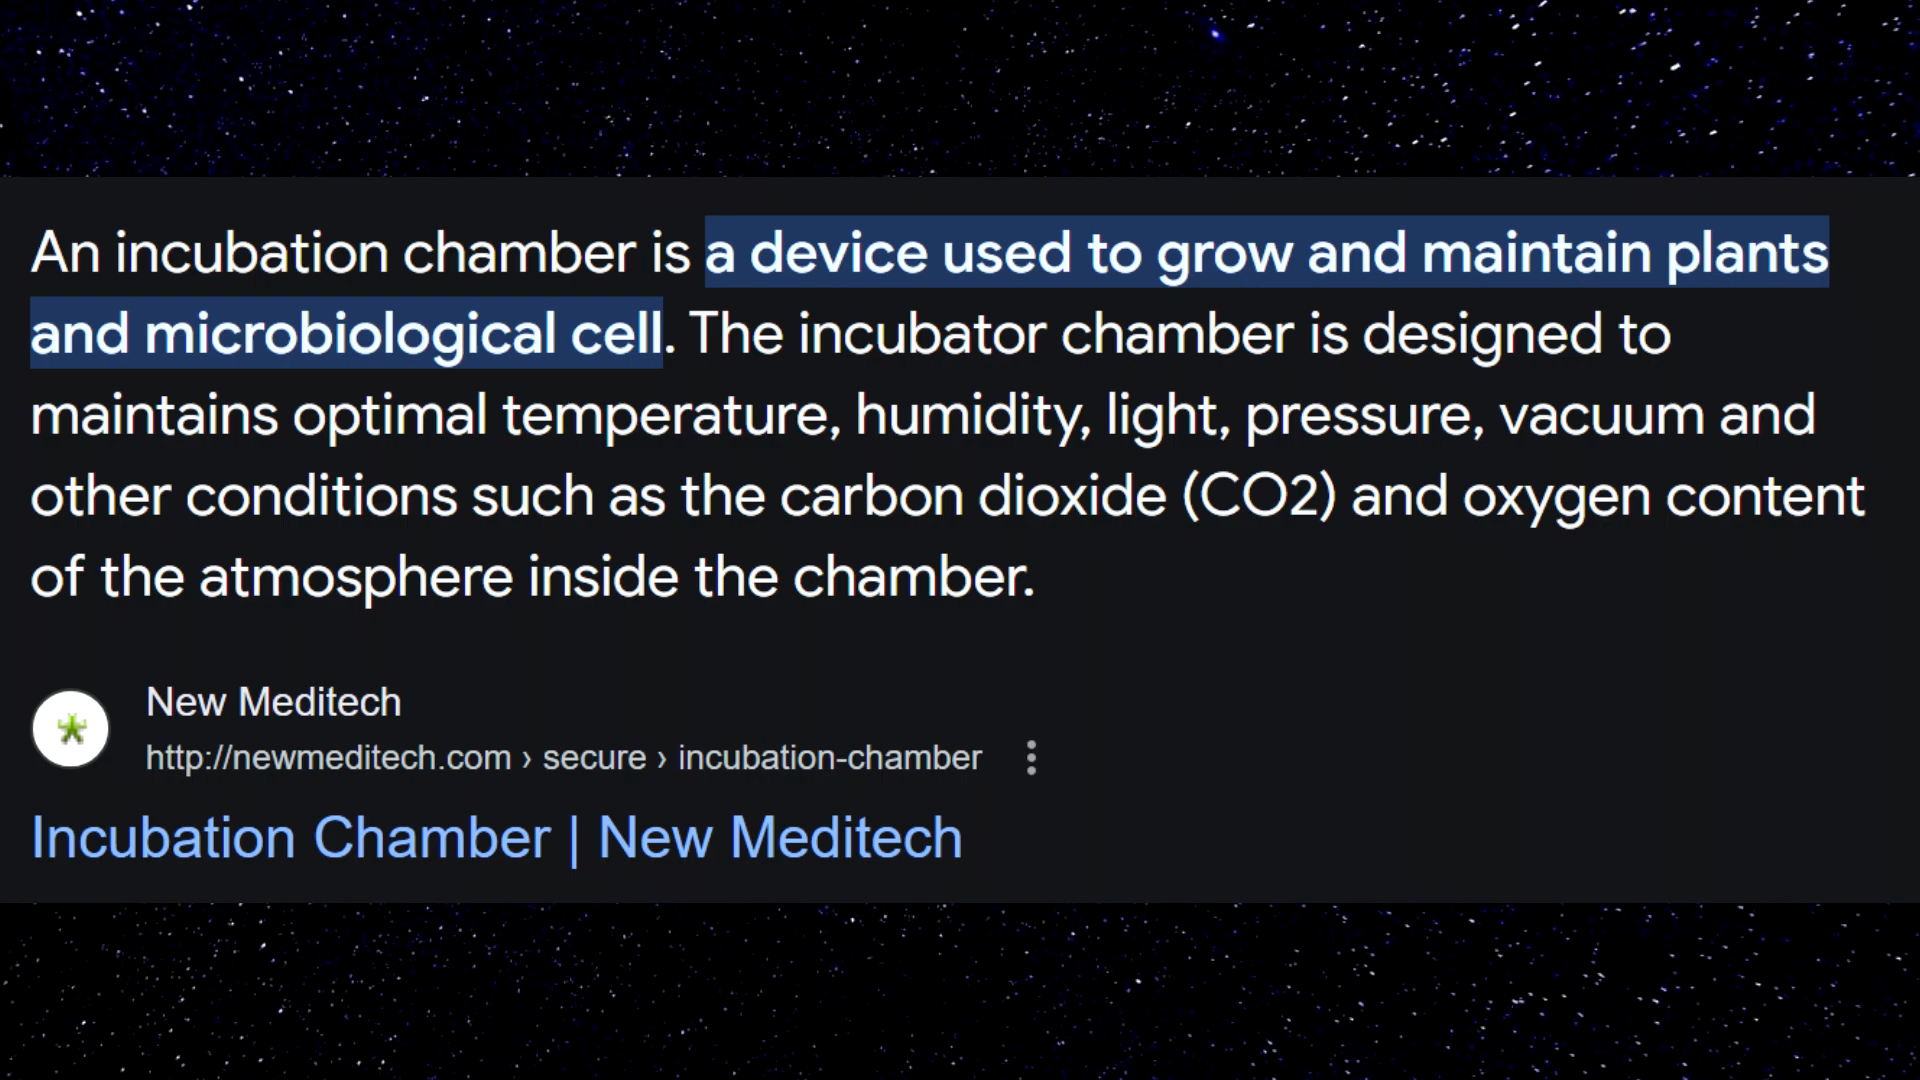 An incubation chamber is a device used to grow and maintain plants
and microbiological cell. The incubator chamber is designed to
maintains optimal temperature, humidity, light, pressure, vacuum and
other conditions such as the carbon dioxide (CO2) and oxygen content
of the atmosphere inside the chamber.
New Meditech
http://newmeditech.com › secure › incubation-chamber
Incubation Chamber | New Meditech